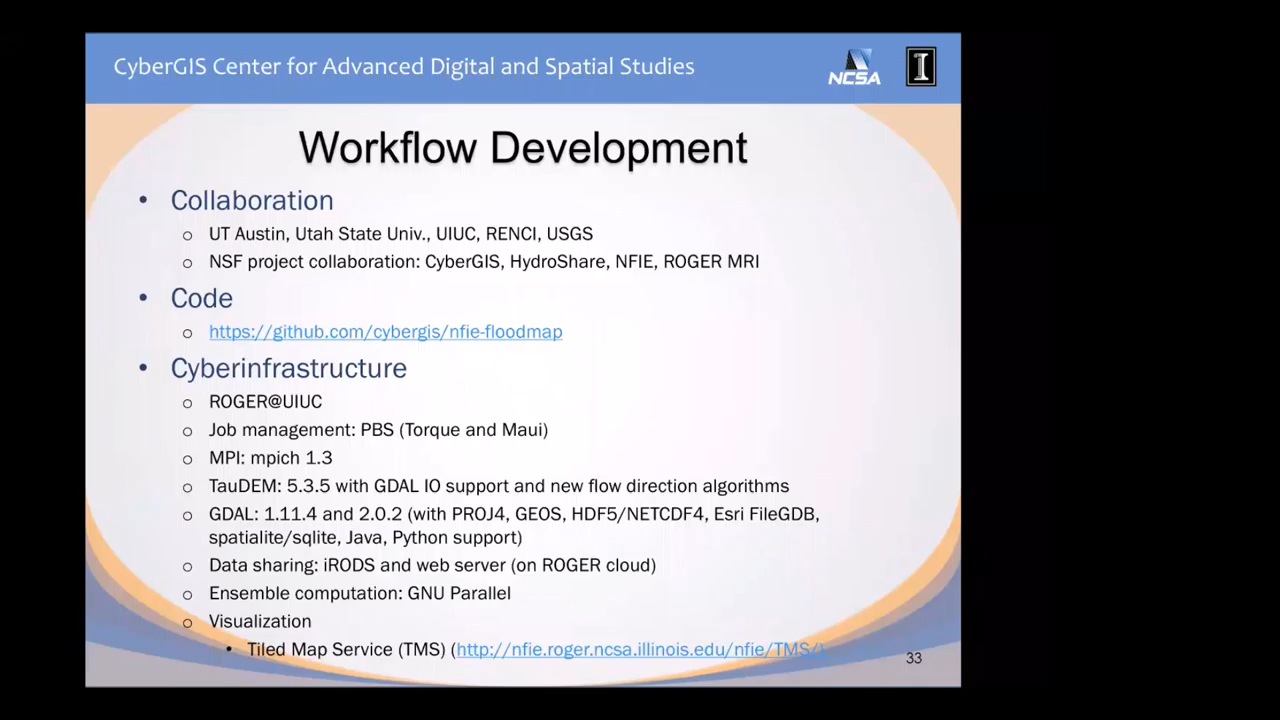 CyberGIS Center for Advanced Digital and Spatial Studies
NCSA
I
Workflow Development
• Collaboration
o UT Austin, Utah State Univ., UIUC, RENCI, USGS
o NSF project collaboration: CyberGIS, HydroShare, NFIE, ROGER MRI
• Code
o https://github.com/cybergis/nfie-floodmap
• Cyberinfrastructure
o ROGER@UIUC
o Job management: PBS (Torque and Maui)
o MPI: mpich 1.3
o TauDEM: 5.3.5 with GDAL IO support and new flow direction algorithms
o GDAL: 1.11.4 and 2.0.2 (with PROJ4, GEOS, HDF5/NETCDF4, Esri FileGDB,
spatialite/sqlite, Java, Python support)
o Data sharing: iRODS and web server (on ROGER cloud)
o Ensemble computation: GNU Parallel
o Visualization
• Tiled Map Service (TMS) (http://nfie.roger.ncsa.illinois.edu/nfie/TMS/)
33